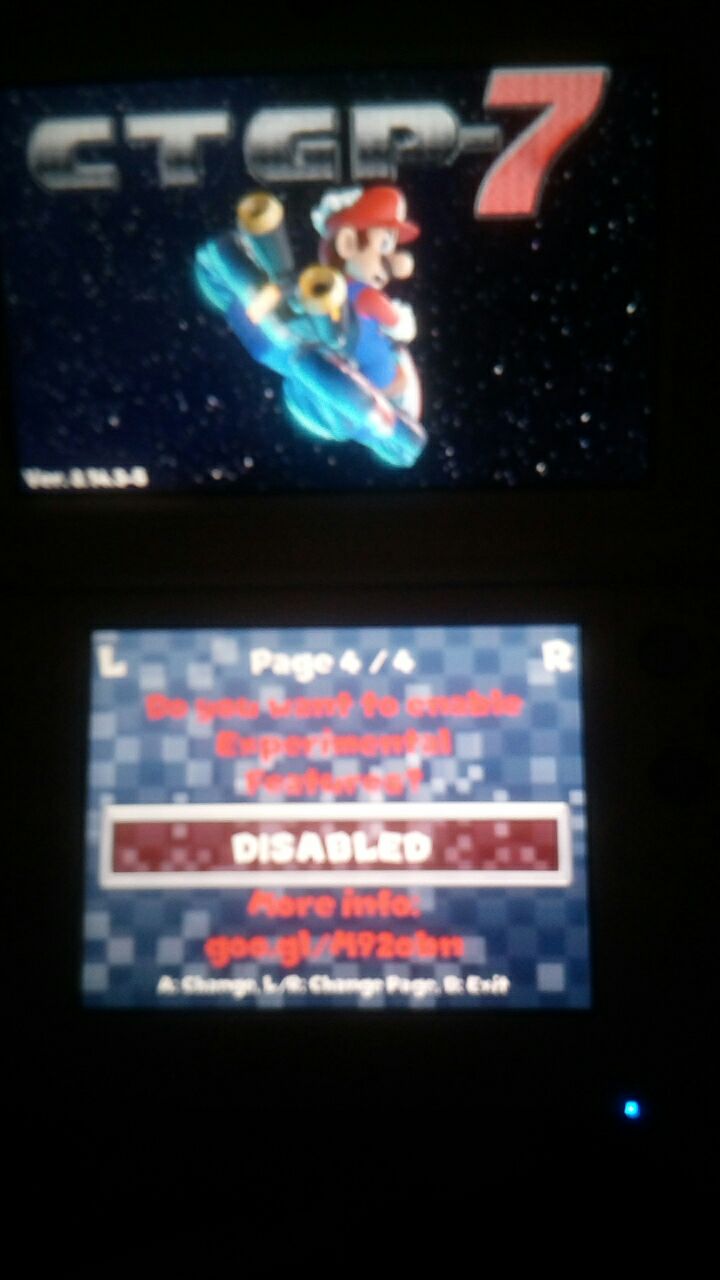 CTGP-7
L Page 4 / 4 R
Do you want to enable
Experimental
Features?
DISABLED
More info:
A: Change, L/R: Change Page, B: Exit